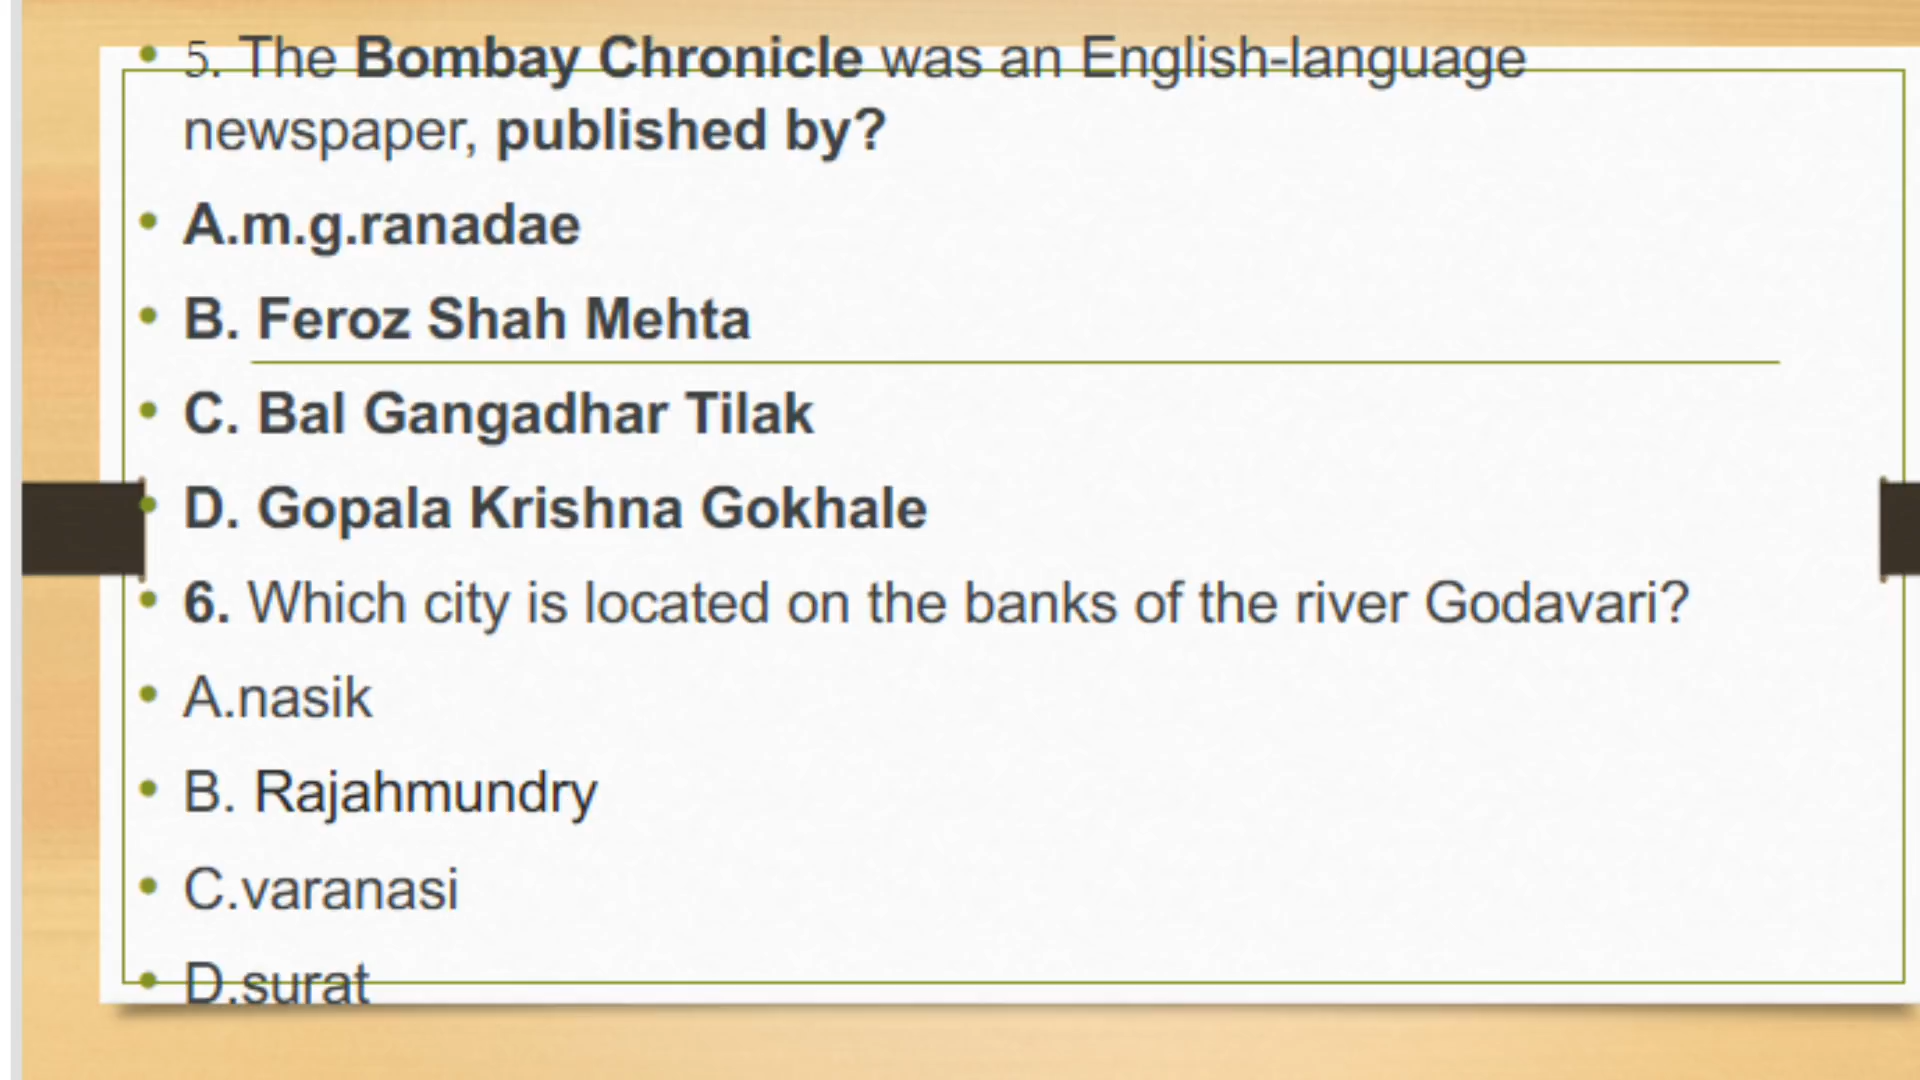 • 5. The Bombay Chronicle was an English-language
newspaper, published by?
• A.m.g.ranadae
• B. Feroz Shah Mehta
• C. Bal Gangadhar Tilak
• D. Gopala Krishna Gokhale
• 6. Which city is located on the banks of the river Godavari?
• A.nasik
• B. Rajahmundry
• C.varanasi
• D.surat